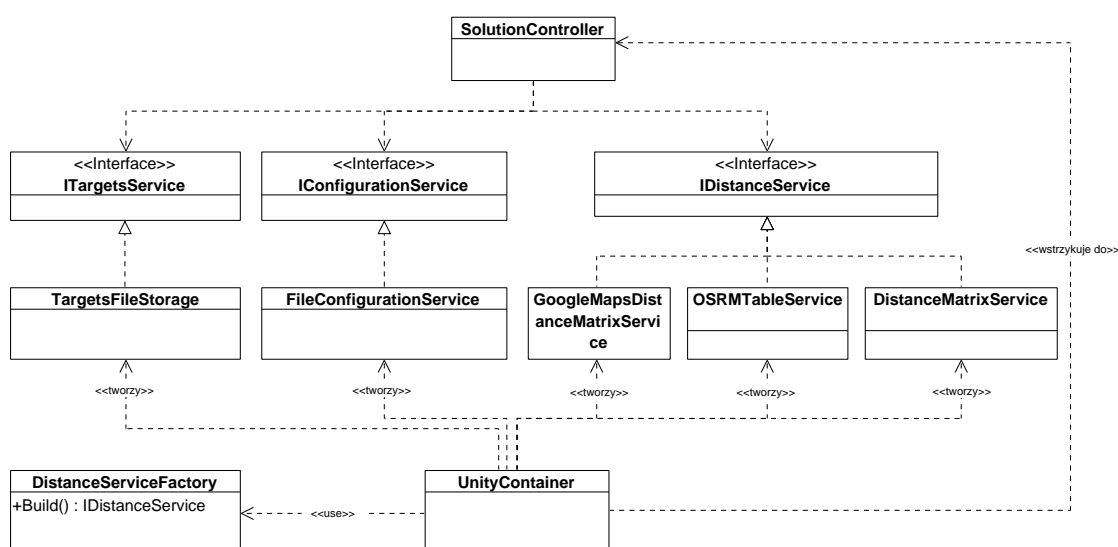 SolutionController
<<Interface>>
ITargetsService
<<Interface>>
IConfigurationService
<<Interface>>
IDistanceService
<<wstrzykuje do>>
TargetsFileStorage
FileConfigurationService
GoogleMapsDist
anceMatrixServi
ce
OSRMTableService
DistanceMatrixService
<<tworzy>>
<<tworzy>>
<<tworzy>>
<<tworzy>>
<<tworzy>>
DistanceServiceFactory
+Build() : IDistanceService
<<use>>
UnityContainer